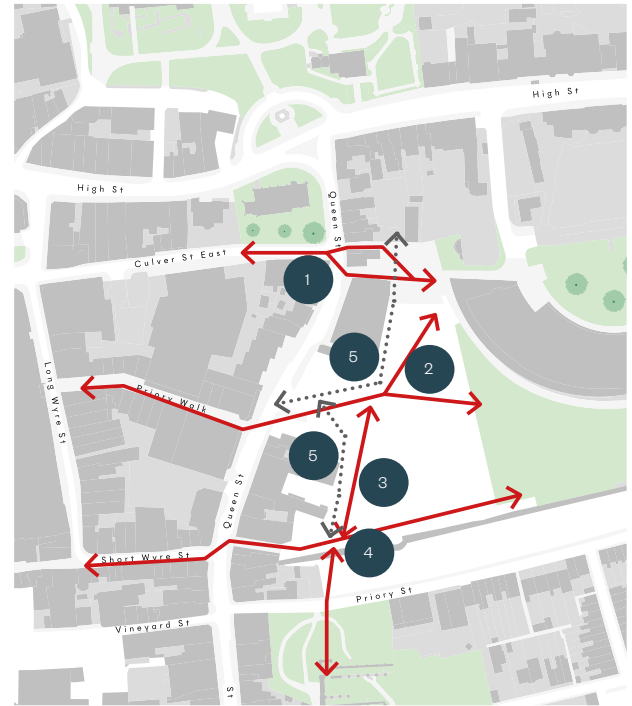 High St
High St
Queen St
Culver St East
1
5
2
Long Wyre St
Priory Walk
5
3
Queen St
4
Short Wyre St
Priory St
Vineyard St
St